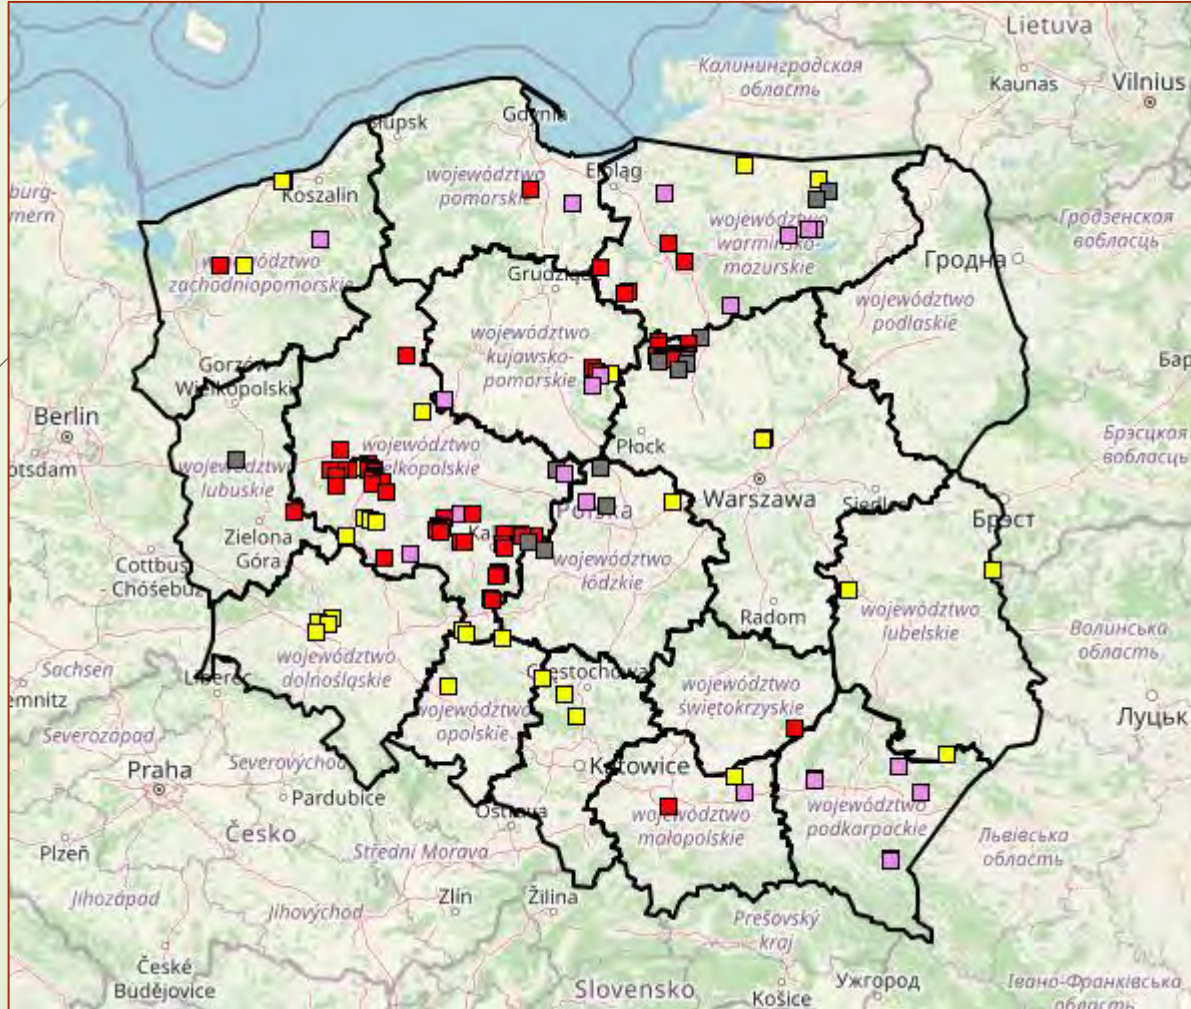 Lietuva
Калининградская
область
Kaunas
Vilnius
Gdynia
Słupsk
Elbląg
województwo
pomorskie
Koszalin
burg-
mern
województwo
warmińsko-
mazurskie
Гродзенская
вобласць
Гродна
zachodniopomorskie
Grudziądz
województwo
podlaskie
województwo
kujawsko-
pomorskie
Gorzów
Wielkopolski
Бар
Berlin
otsdam
Płock
Брэсцкая
вобласць
województwo
wielkopolskie
województwo
lubuskie
Warszawa
Siedlce
Polska
Брэст
Zielona
Góra
Cottbus
- Chóśebuz
województwo
łódzkie
Radom
województwo
lubelskie
Волинська
область
Sachsen
Liberec
województwo
dolnośląskie
Częstochowa
województwo
świętokrzyskie
emnitz
województwo
opolskie
Луцьк
Severozápad
Severovýchod
Praha
Katowice
Pardubice
Ostrava
województwo
małopolskie
województwo
podkarpackie
Česko
Střední Morava
Львівська
область
Plzeň
Jihozápad
Jihovýchod
Zlín
Žilina
Prešovský
kraj
České
Budějovice
Slovensko
Košice
Ужгород
Івано-Франківська
область